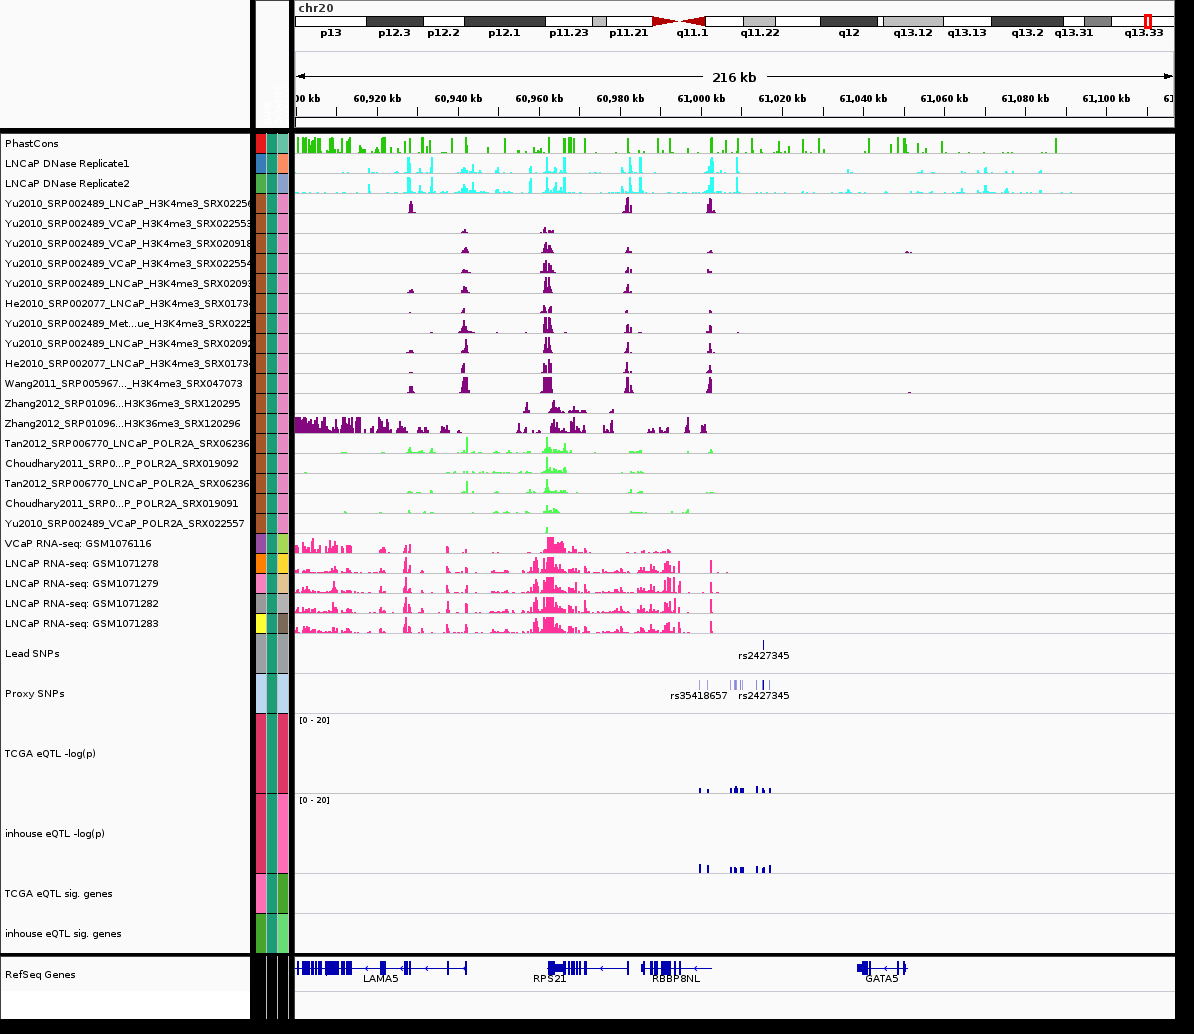 chr20
p13 p12.3 p12.2 p12.1 p11.23 p11.21 q11.1 q11.22 q12 q13.12 q13.13 q13.2 q13.31 q13.33
216 kb
00 kb 60,920 kb 60,940 kb 60,960 kb 60,980 kb 61,000 kb 61,020 kb 61,040 kb 61,060 kb 61,080 kb 61,100 kb 61
PhastCons
LNCaP DNase Replicate1
LNCaP DNase Replicate2
Yu2010_SRP002489_LNCaP_H3K4me3_SRX02250
Yu2010_SRP002489_VCaP_H3K4me3_SRX022553
Yu2010_SRP002489_VCaP_H3K4me3_SRX020918
Yu2010_SRP002489_VCaP_H3K4me3_SRX022554
Yu2010_SRP002489_LNCaP_H3K4me3_SRX0209
He2010_SRP002077_LNCaP_H3K4me3_SRX0173
Yu2010_SRP002489_Met...ue_H3K4me3_SRX0225
Yu2010_SRP002489_LNCaP_H3K4me3_SRX0209
He2010_SRP002077_LNCaP_H3K4me3_SRX0173
Wang2011_SRP005967..._H3K4me3_SRX047073
Zhang2012_SRP01096...H3K36me3_SRX120295
Zhang2012_SRP01096...H3K36me3_SRX120296
Tan2012_SRP006770_LNCaP_POLR2A_SRX06236
Choudhary2011_SRP0...P_POLR2A_SRX019092
Tan2012_SRP006770_LNCaP_POLR2A_SRX06236
Choudhary2011_SRP0...P_POLR2A_SRX019091
Yu2010_SRP002489_VCaP_POLR2A_SRX022557
VCaP RNA-seq: GSM1076116
LNCaP RNA-seq: GSM1071278
LNCaP RNA-seq: GSM1071279
LNCaP RNA-seq: GSM1071282
LNCaP RNA-seq: GSM1071283
Lead SNPs
rs2427345
Proxy SNPs
rs35418657 rs2427345
[0 - 20]
TCGA eQTL -log(p)
[0 - 20]
inhouse eQTL -log(p)
TCGA eQTL sig. genes
inhouse eQTL sig. genes
RefSeq Genes
LAMA5 RPS21 RBBP8NL GATA5